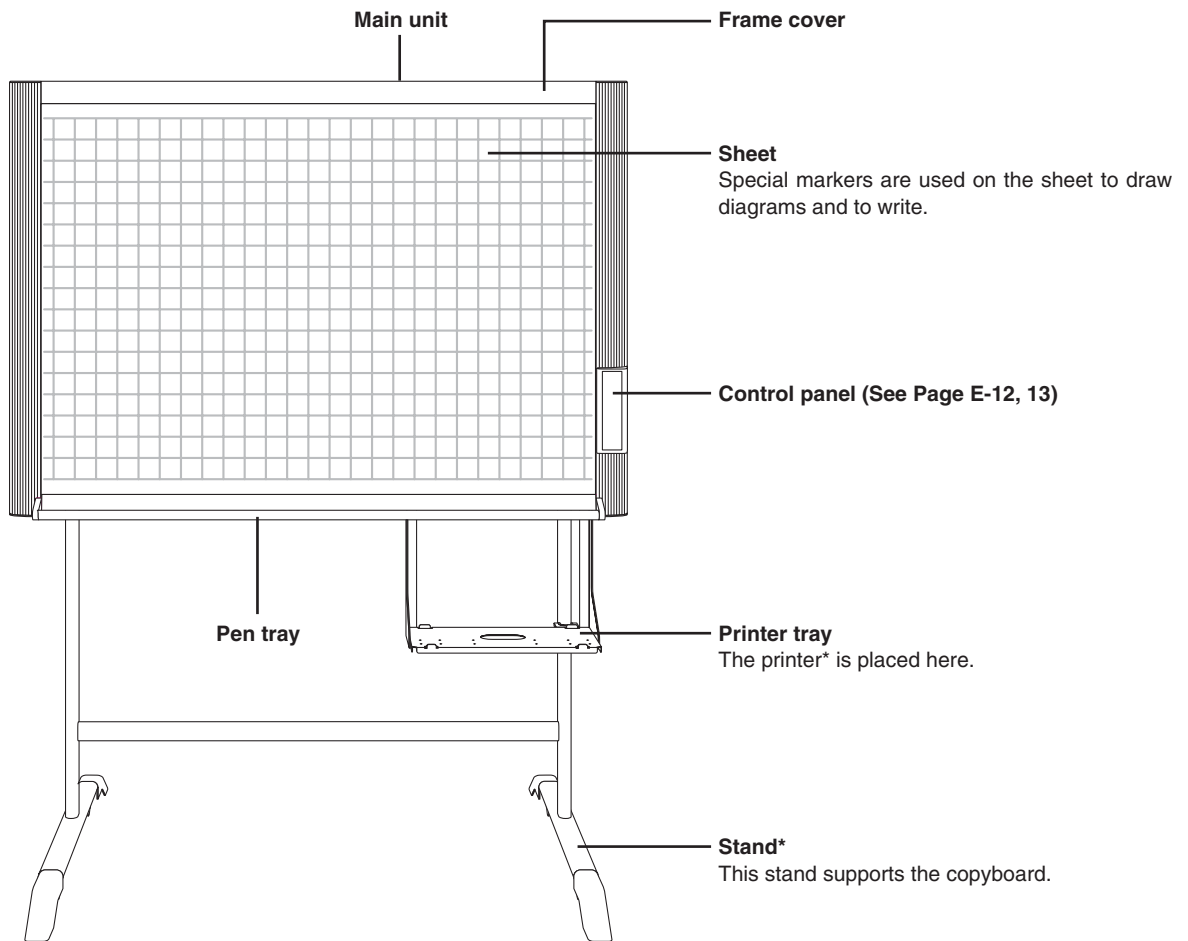 Main unit
Frame cover
Sheet
Special markers are used on the sheet to draw
diagrams and to write.
Control panel (See Page E-12, 13)
Pen tray
Printer tray
The printer* is placed here.
Stand*
This stand supports the copyboard.